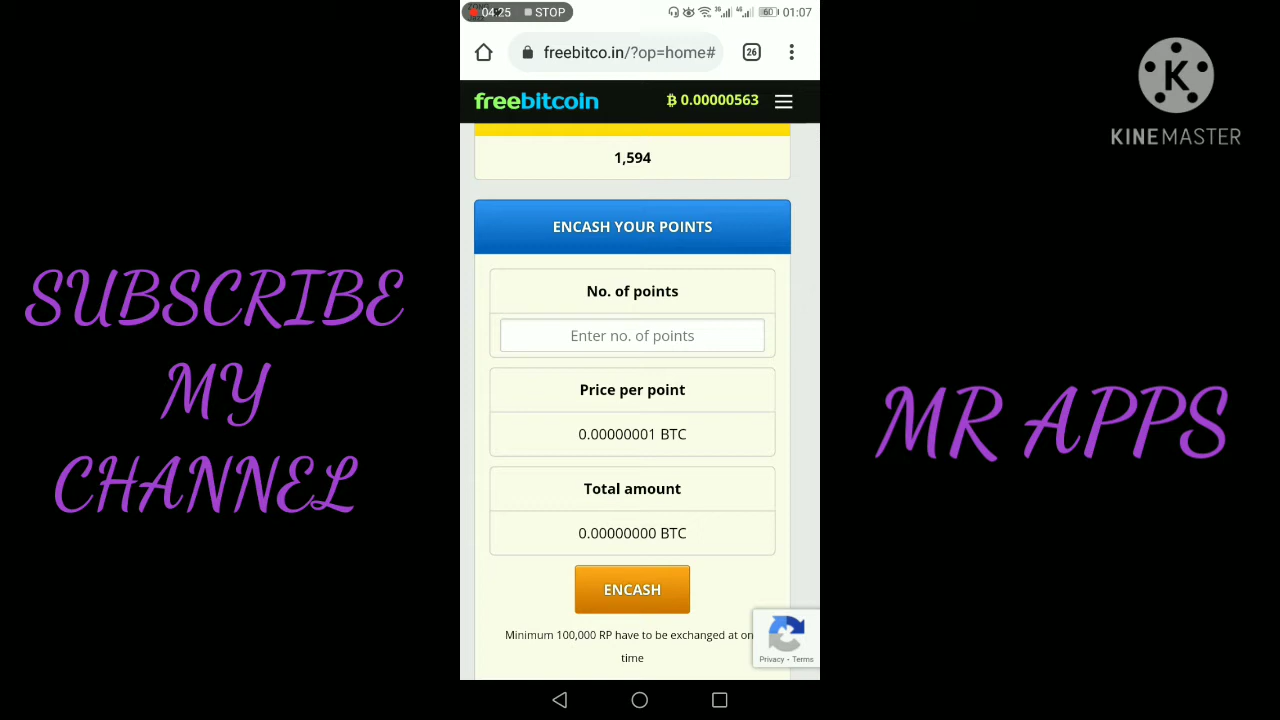 04:25 STOP
60 01:07
freebitco.in/?op=home#
26
freebitcoin
₿ 0.00000563
1,594
ENCASH YOUR POINTS
No. of points
Enter no. of points
Price per point
0.00000001 BTC
Total amount
0.00000000 BTC
ENCASH
Minimum 100,000 RP have to be exchanged at on
time
Privacy - Terms
SUBSCRIBE
MY
CHANNEL
MR APPS
K
KINEMASTER